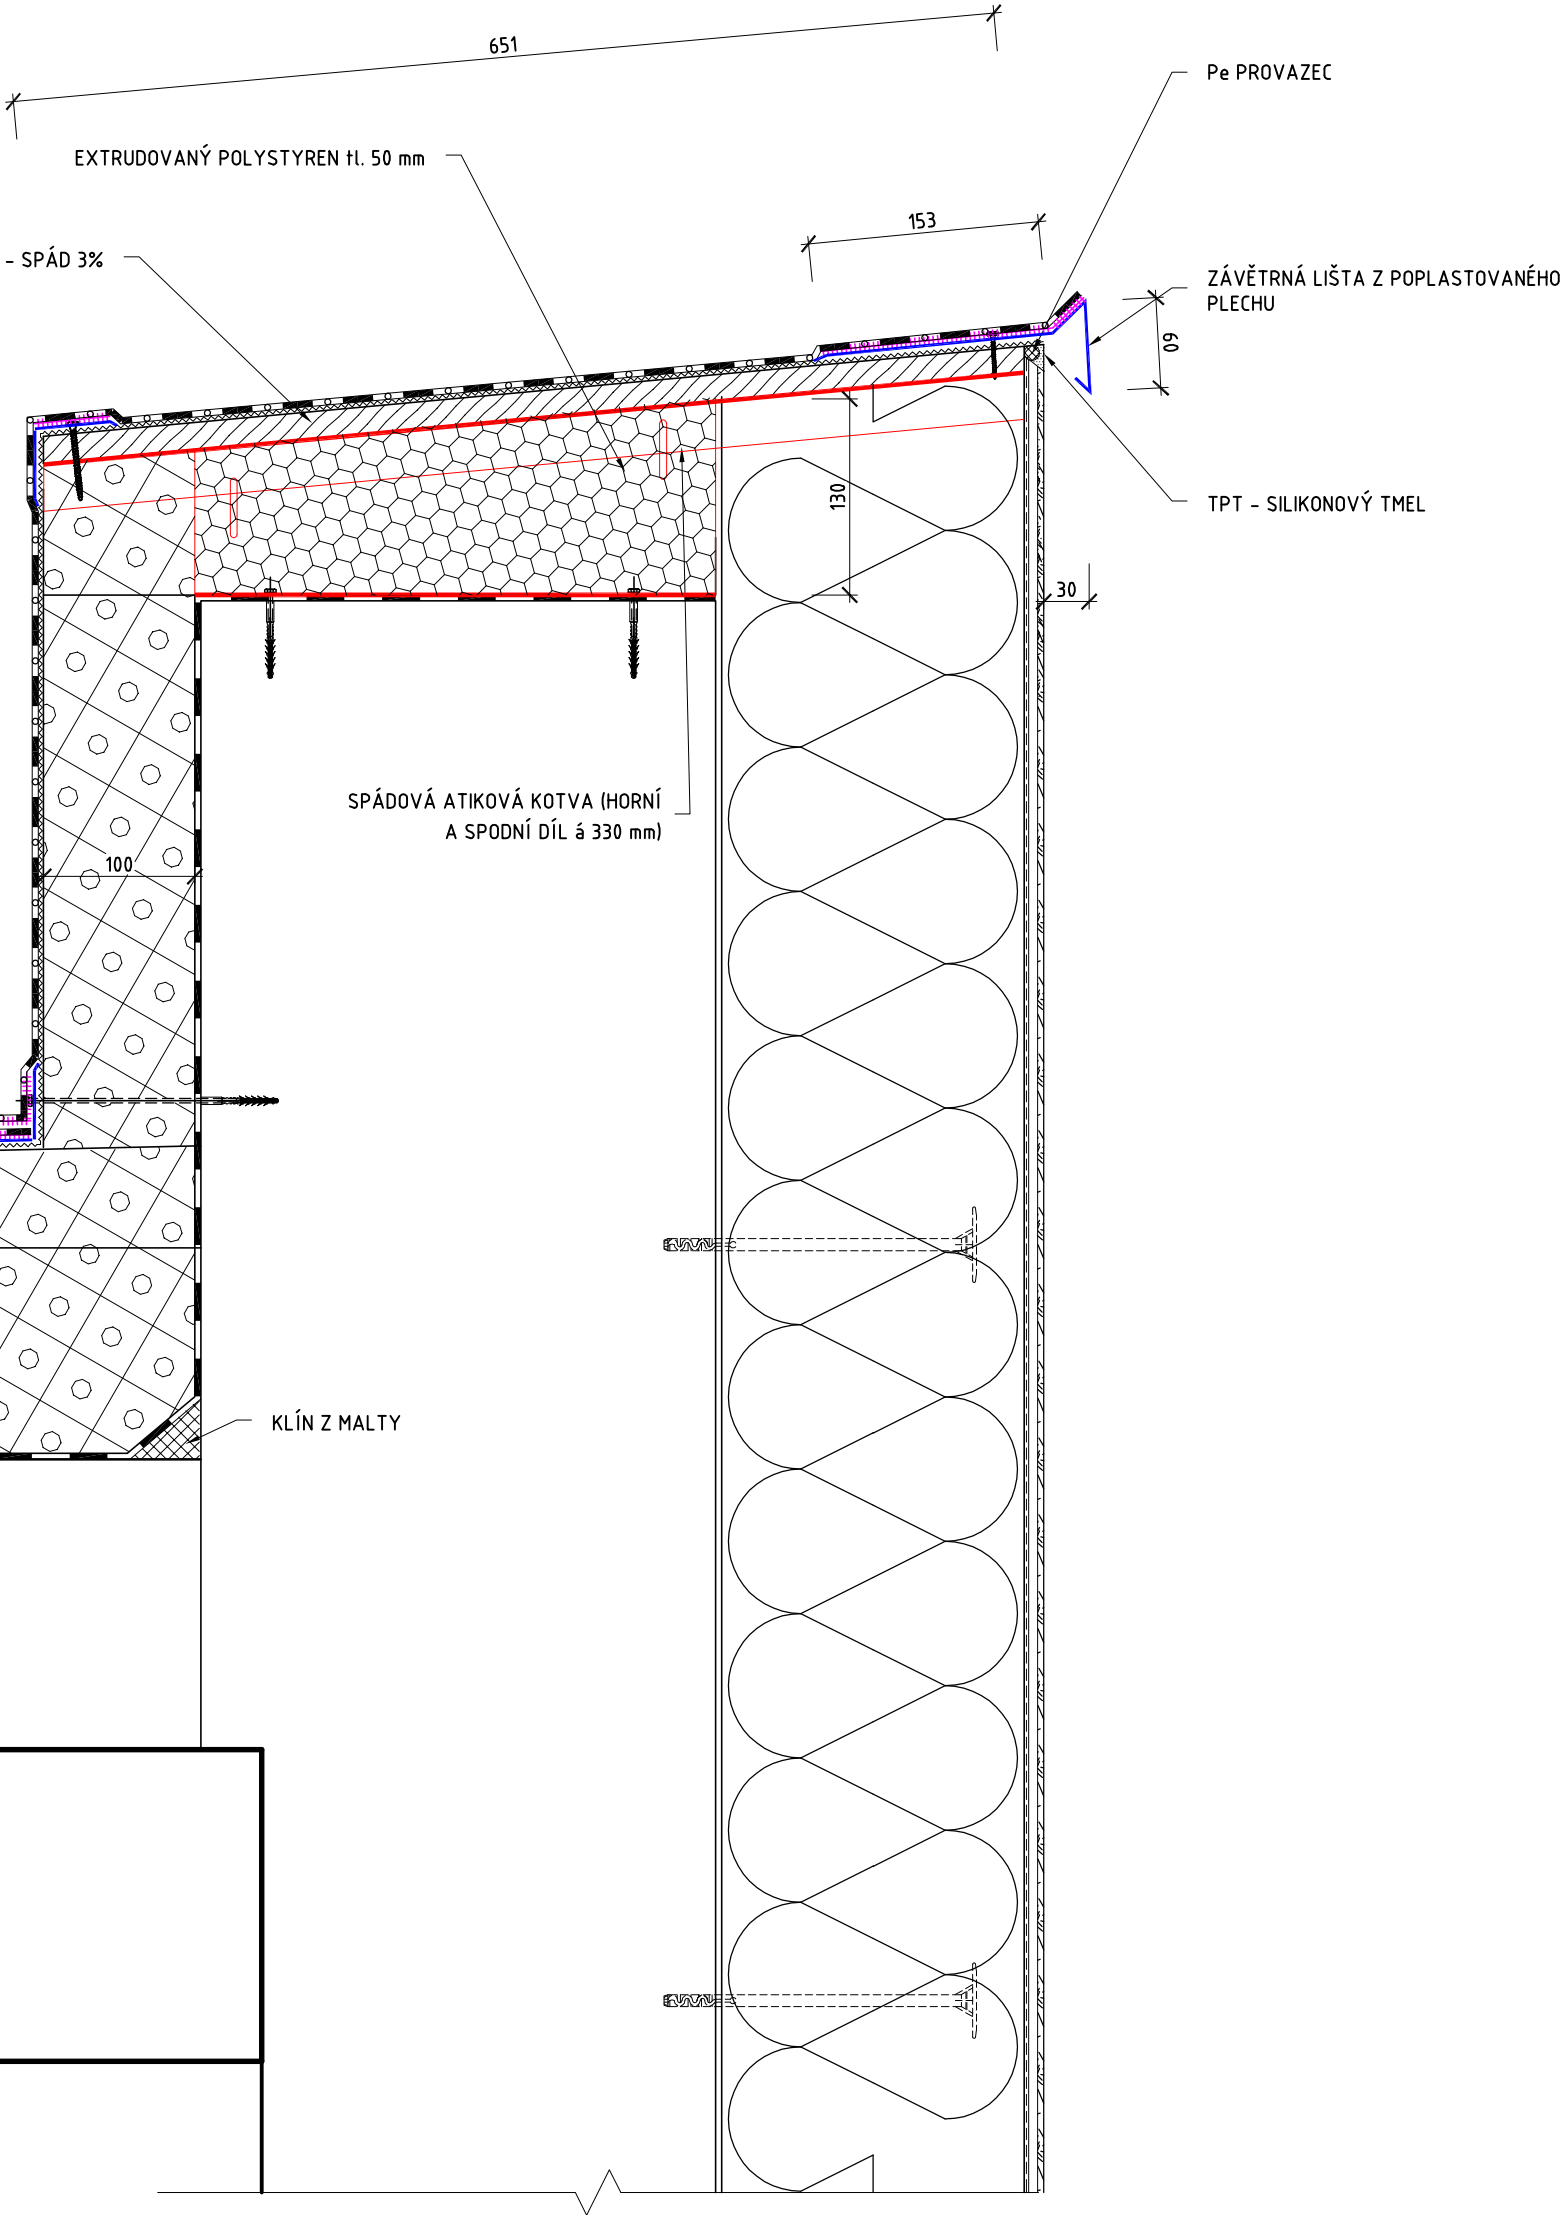 651
Pe PROVAZEC
EXTRUDOVANÝ POLYSTYREN tl. 50 mm
153
- SPÁD 3%
ZÁVĚTRNÁ LIŠTA Z POPLASTOVANÉHO
PLECHU
60
130
TPT - SILIKONOVÝ TMEL
30
SPÁDOVÁ ATIKOVÁ KOTVA (HORNÍ
A SPODNÍ DÍL á 330 mm)
100
KLÍN Z MALTY